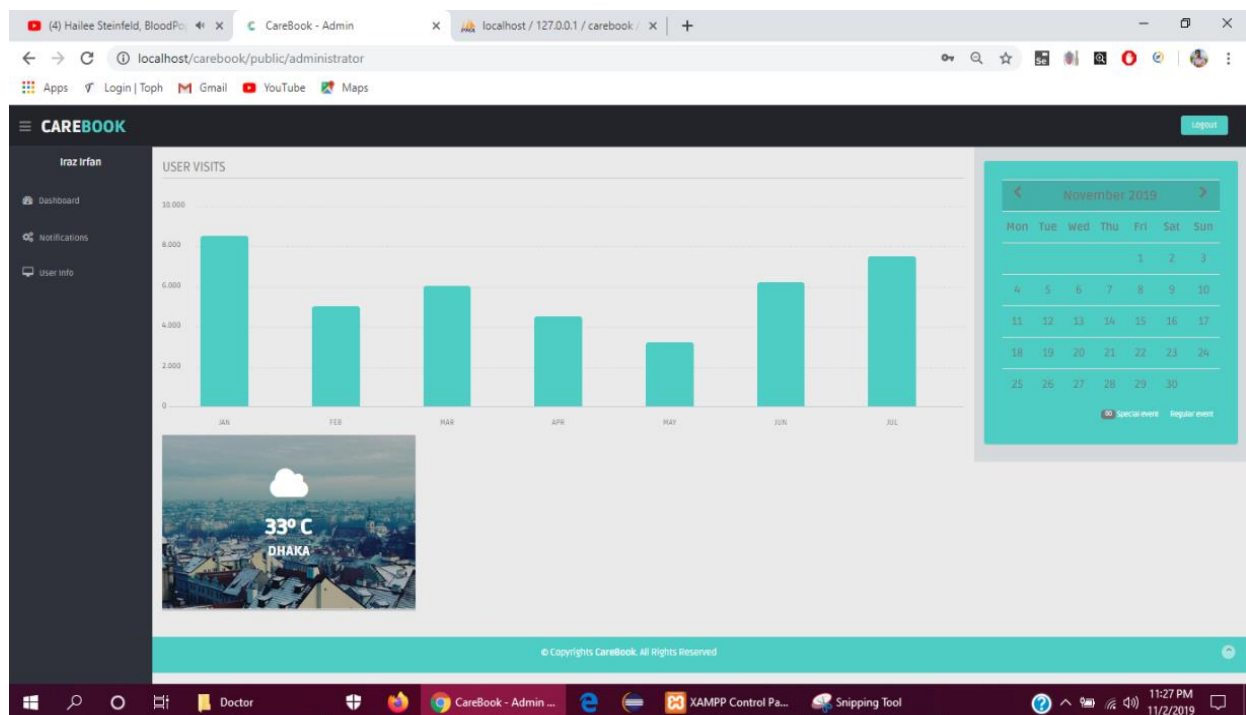 (4) Hailee Steinfeld, BloodPo
CareBook - Admin
localhost / 127.0.0.1 / carebook /
localhost/carebook/public/administrator
Apps
Login | Toph
Gmail
YouTube
Maps
CAREBOOK
Logout
Iraz Irfan
Dashboard
Notifications
User Info
USER VISITS
10.000
8.000
6.000
4.000
2.000
0
JAN FEB MAR APR MAY JUN JUL
33º C
DHAKA
November 2019
Mon Tue Wed Thu Fri Sat Sun
1 2 3
4 5 6 7 8 9 10
11 12 13 14 15 16 17
18 19 20 21 22 23 24
25 26 27 28 29 30
00 Special event Regular event
© Copyrights CareBook. All Rights Reserved
Doctor
CareBook - Admin ...
XAMPP Control Pa...
Snipping Tool
11:27 PM
11/2/2019